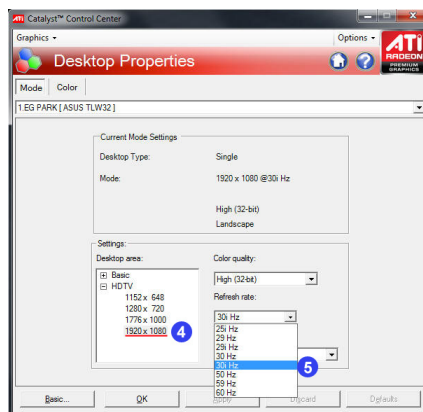 ATI Catalyst™ Control Center
Graphics Options
ATI
RADEON
PREMIUM
GRAPHICS
Desktop Properties
Mode Color
1.EG PARK [ ASUS TLW32 ]
Current Mode Settings
Desktop Type: Single
Mode: 1920 x 1080 @30i Hz
High (32-bit)
Landscape
Settings:
Desktop area: Color quality:
Basic
HDTV
High (32-bit)
1152 x 648
Refresh rate:
1280 x 720
1776 x 1000
30i Hz
1920 x 1080 4
25i Hz
29 Hz
29i Hz
30 Hz
30i Hz 5
50 Hz
59 Hz
60 Hz
Basic... OK Apply Discard Defaults